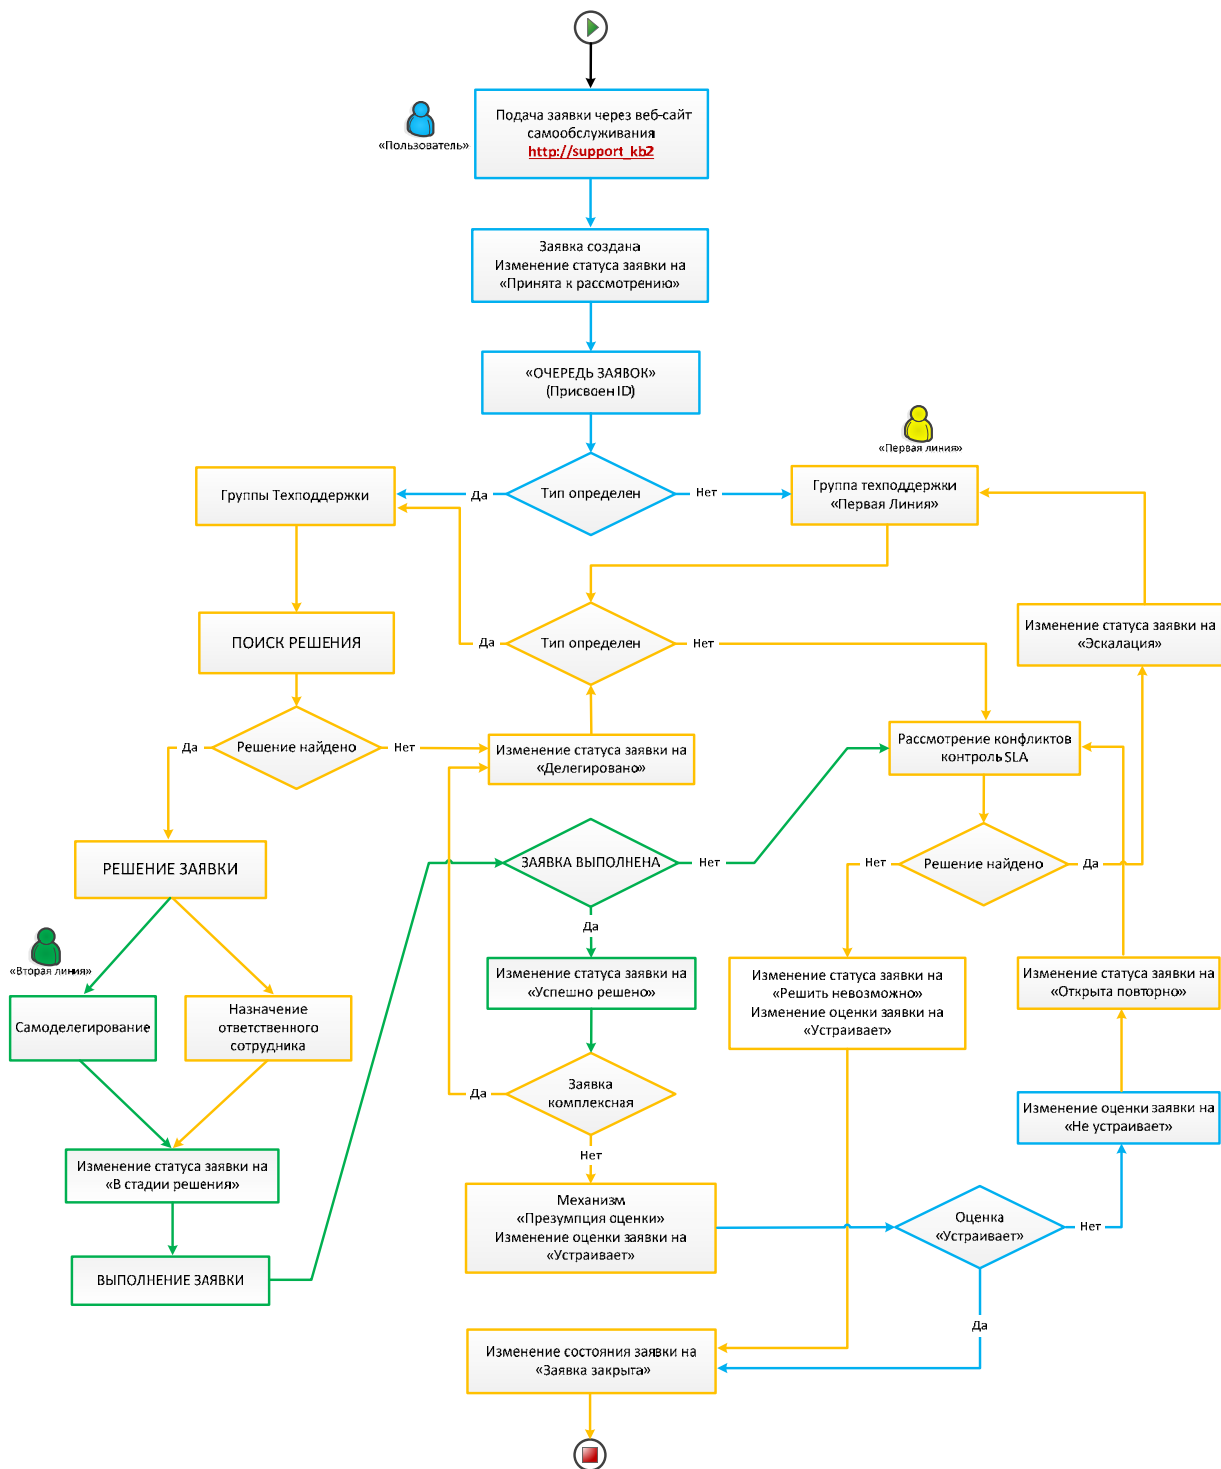 Подача заявки через веб-сайт
самообслуживания
http://support_kb2
«Пользователь»
Заявка создана
Изменение статуса заявки на
«Принята к рассмотрению»
«ОЧЕРЕДЬ ЗАЯВОК»
(Присвоен ID)
«Первая линия»
Группы Техподдержки
Да
Тип определен
Нет
Группа техподдержки
«Первая Линия»
ПОИСК РЕШЕНИЯ
Да
Тип определен
Нет
Изменение статуса заявки на
«Эскалация»
Да
Решение найдено
Нет
Изменение статуса заявки на
«Делегировано»
Рассмотрение конфликтов
контроль SLA
РЕШЕНИЕ ЗАЯВКИ
ЗАЯВКА ВЫПОЛНЕНА
Нет
Нет
Решение найдено
Да
Да
«Вторая линия»
Изменение статуса заявки на
«Успешно решено»
Изменение статуса заявки на
«Решить невозможно»
Изменение оценки заявки на
«Устраивает»
Изменение статуса заявки на
«Открыта повторно»
Самоделегирование
Назначение
ответственного
сотрудника
Да
Заявка
комплексная
Нет
Изменение оценки заявки на
«Не устраивает»
Изменение статуса заявки на
«В стадии решения»
Механизм
«Презумпция оценки»
Изменение оценки заявки на
«Устраивает»
Оценка
«Устраивает»
Нет
ВЫПОЛНЕНИЕ ЗАЯВКИ
Да
Изменение состояния заявки на
«Заявка закрыта»